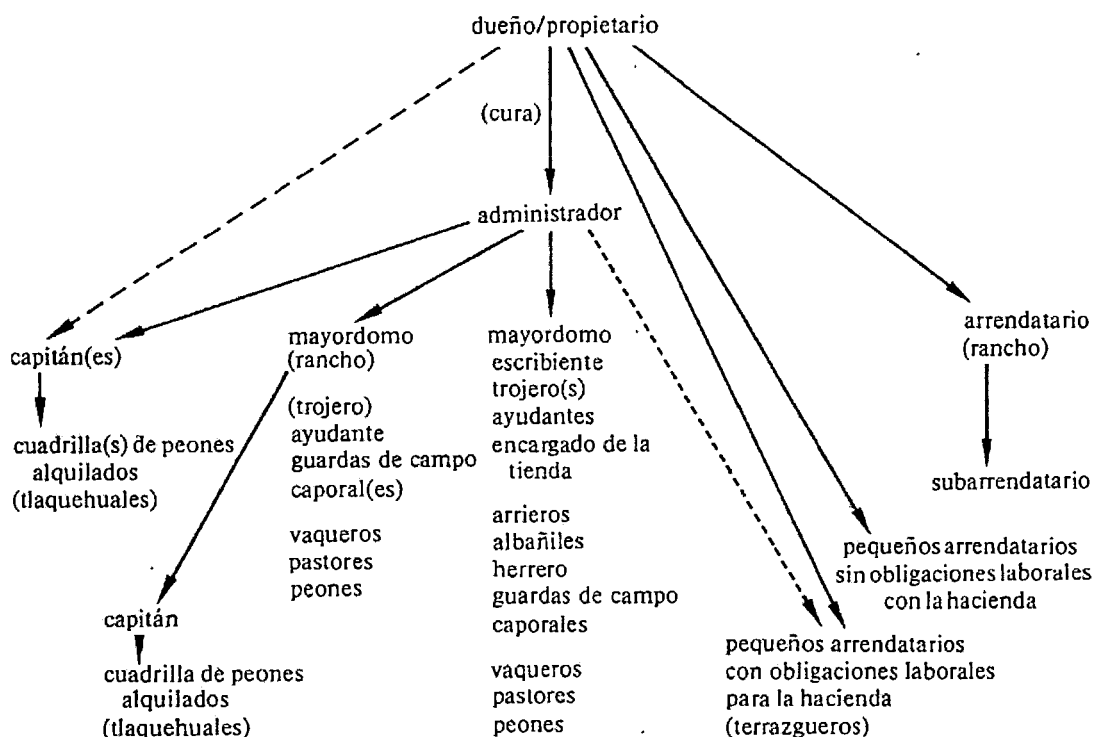 dueño/propietario
(cura)
administrador
capitán(es)
cuadrilla(s) de peones
alquilados
(tlaquehuales)
mayordomo
(rancho)
(trojero)
ayudante
guardas de campo
caporal(es)
vaqueros
pastores
peones
capitán
cuadrilla de peones
alquilados
(tlaquehuales)
mayordomo
escribiente
trojero(s)
ayudantes
encargado de la
tienda
arrieros
albañiles
herrero
guardas de campo
caporales
vaqueros
pastores
peones
arrendatario
(rancho)
subarrendatario
pequeños arrendatarios
sin obligaciones laborales
con la hacienda
pequeños arrendatarios
con obligaciones laborales
para la hacienda
(terrazgueros)